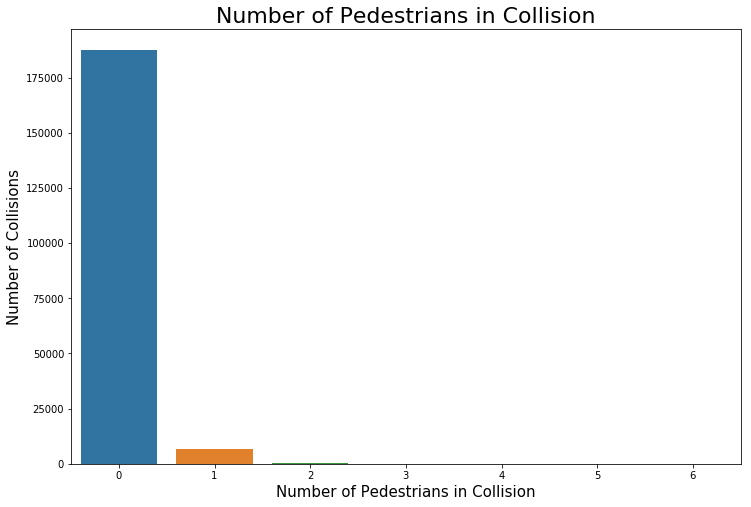 Number of Pedestrians in Collision
Number of Collisions
175000
150000
125000
100000
75000
50000
25000
0
0 1 2 3 4 5 6
Number of Pedestrians in Collision